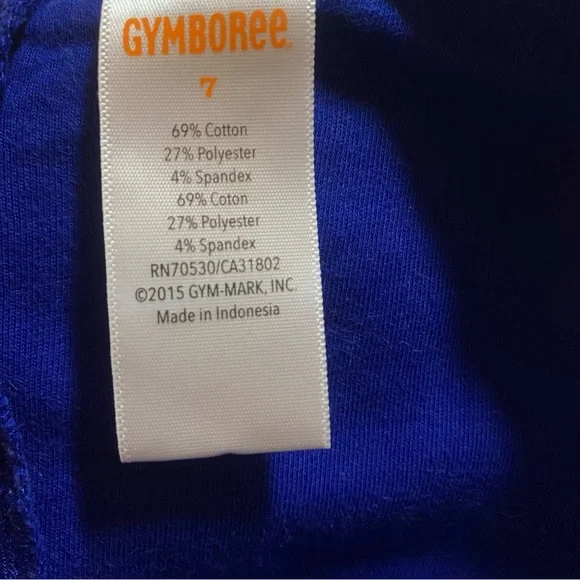 GYMBOREE
7
69% Cotton
27% Polyester
4% Spandex
69% Coton
27% Polyester
4% Spandex
RN70530/CA31802
©2015 GYM-MARK, INC.
Made in Indonesia